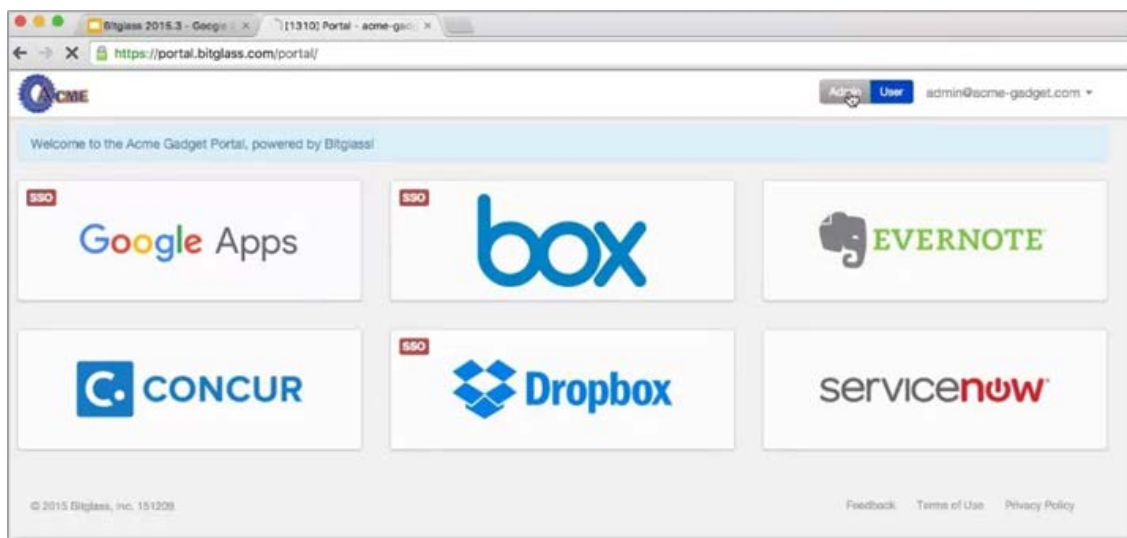 Bitglass 2015.3 - Google
[1310] Portal - acme-gad
https://portal.bitglass.com/portal/
ACME
Admin User admin@acme-gadget.com
Welcome to the Acme Gadget Portal, powered by Bitglass!
SSO
Google Apps
SSO
box
EVERNOTE
C. CONCUR
SSO
Dropbox
servicenow
© 2015 Bitglass, Inc. 151209
Feedback Terms of Use Privacy Policy